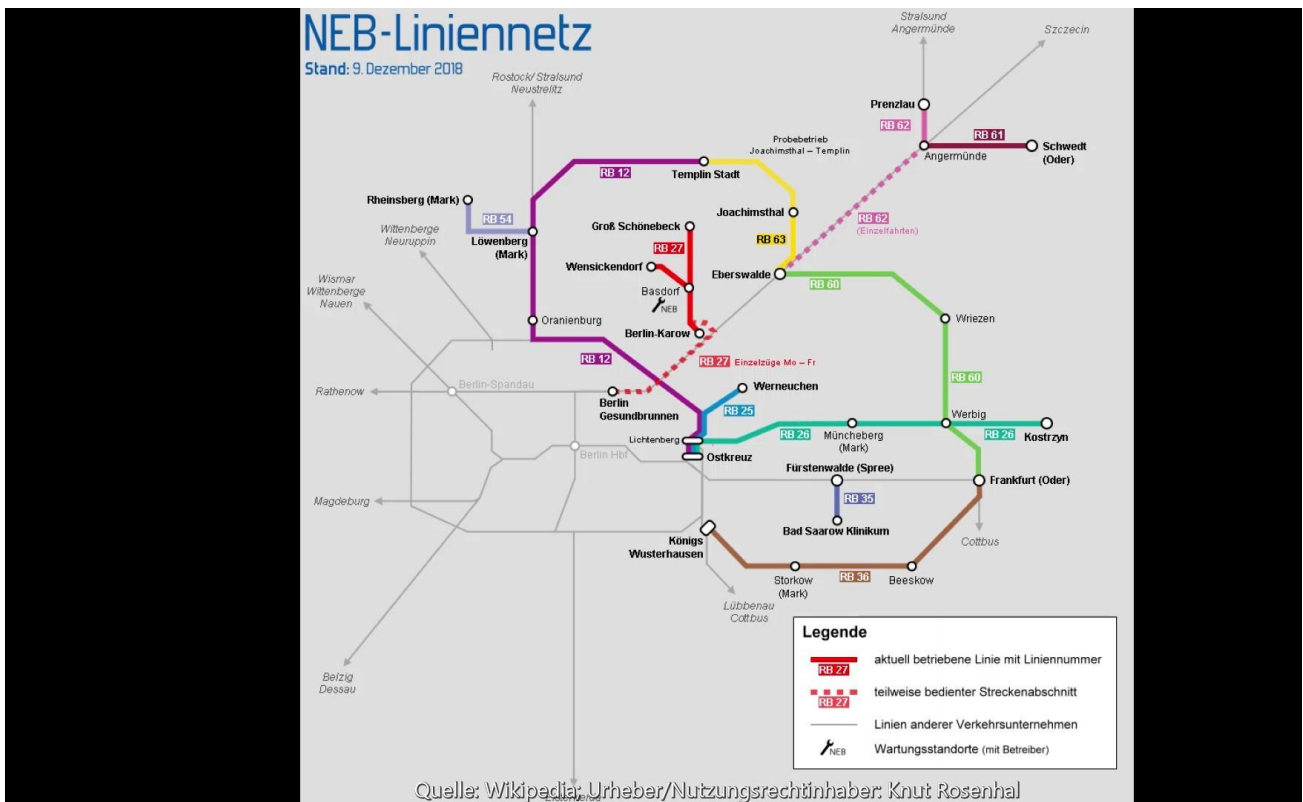 NEB-Liniennetz
Stand: 9. Dezember 2018
Stralsund
Angermünde
Szczecin
Rostock/ Stralsund
Neustrelitz
Prenzlau
RB 62
RB 61
Angermünde
Schwedt
(Oder)
Probebetrieb
Joachimsthal – Templin
RB 12
Templin Stadt
Rheinsberg (Mark)
RB 54
Löwenberg
(Mark)
Joachimsthal
RB 62
(Einzelfahrten)
Groß Schönebeck
RB 27
RB 63
Wittenberge
Neuruppin
Wensickendorf
Eberswalde
RB 60
Wismar
Wittenberge
Nauen
Basdorf
NEB
Oranienburg
Berlin-Karow
Wriezen
RB 12
RB 27 Einzelzüge Mo – Fr
Rathenow
Berlin-Spandau
Berlin
Gesundbrunnen
Werneuchen
RB 60
RB 25
Werbig
Lichtenberg
RB 26
Müncheberg
(Mark)
RB 26
Kostrzyn
Berlin Hbf
Ostkreuz
Fürstenwalde (Spree)
Frankfurt (Oder)
Magdeburg
RB 35
Bad Saarow Klinikum
Königs
Wusterhausen
Cottbus
Storkow
(Mark)
RB 36
Beeskow
Lübbenau
Cottbus
Belzig
Dessau
Legende
RB 27
aktuell betriebene Linie mit Liniennummer
RB 27
teilweise bedienter Streckenabschnitt
Linien anderer Verkehrsunternehmen
NEB
Wartungsstandorte (mit Betreiber)
Quelle: Wikipedia; Urheber/Nutzungsrechtinhaber: Knut Rosenhal